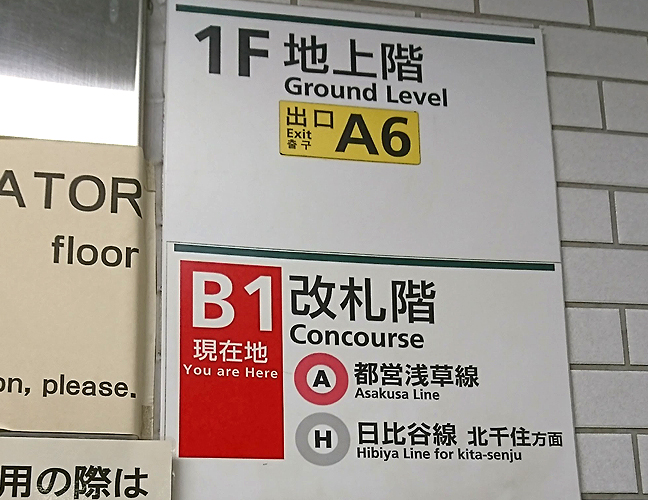 1F 地上階
Ground Level
出口
Exit
출구
A6
B1
現在地
You are Here
改札階
Concourse
A 都営浅草線
Asakusa Line
H 日比谷線 北千住方面
Hibiya Line for kita-senju
ATOR
floor
on, please.
用の際は